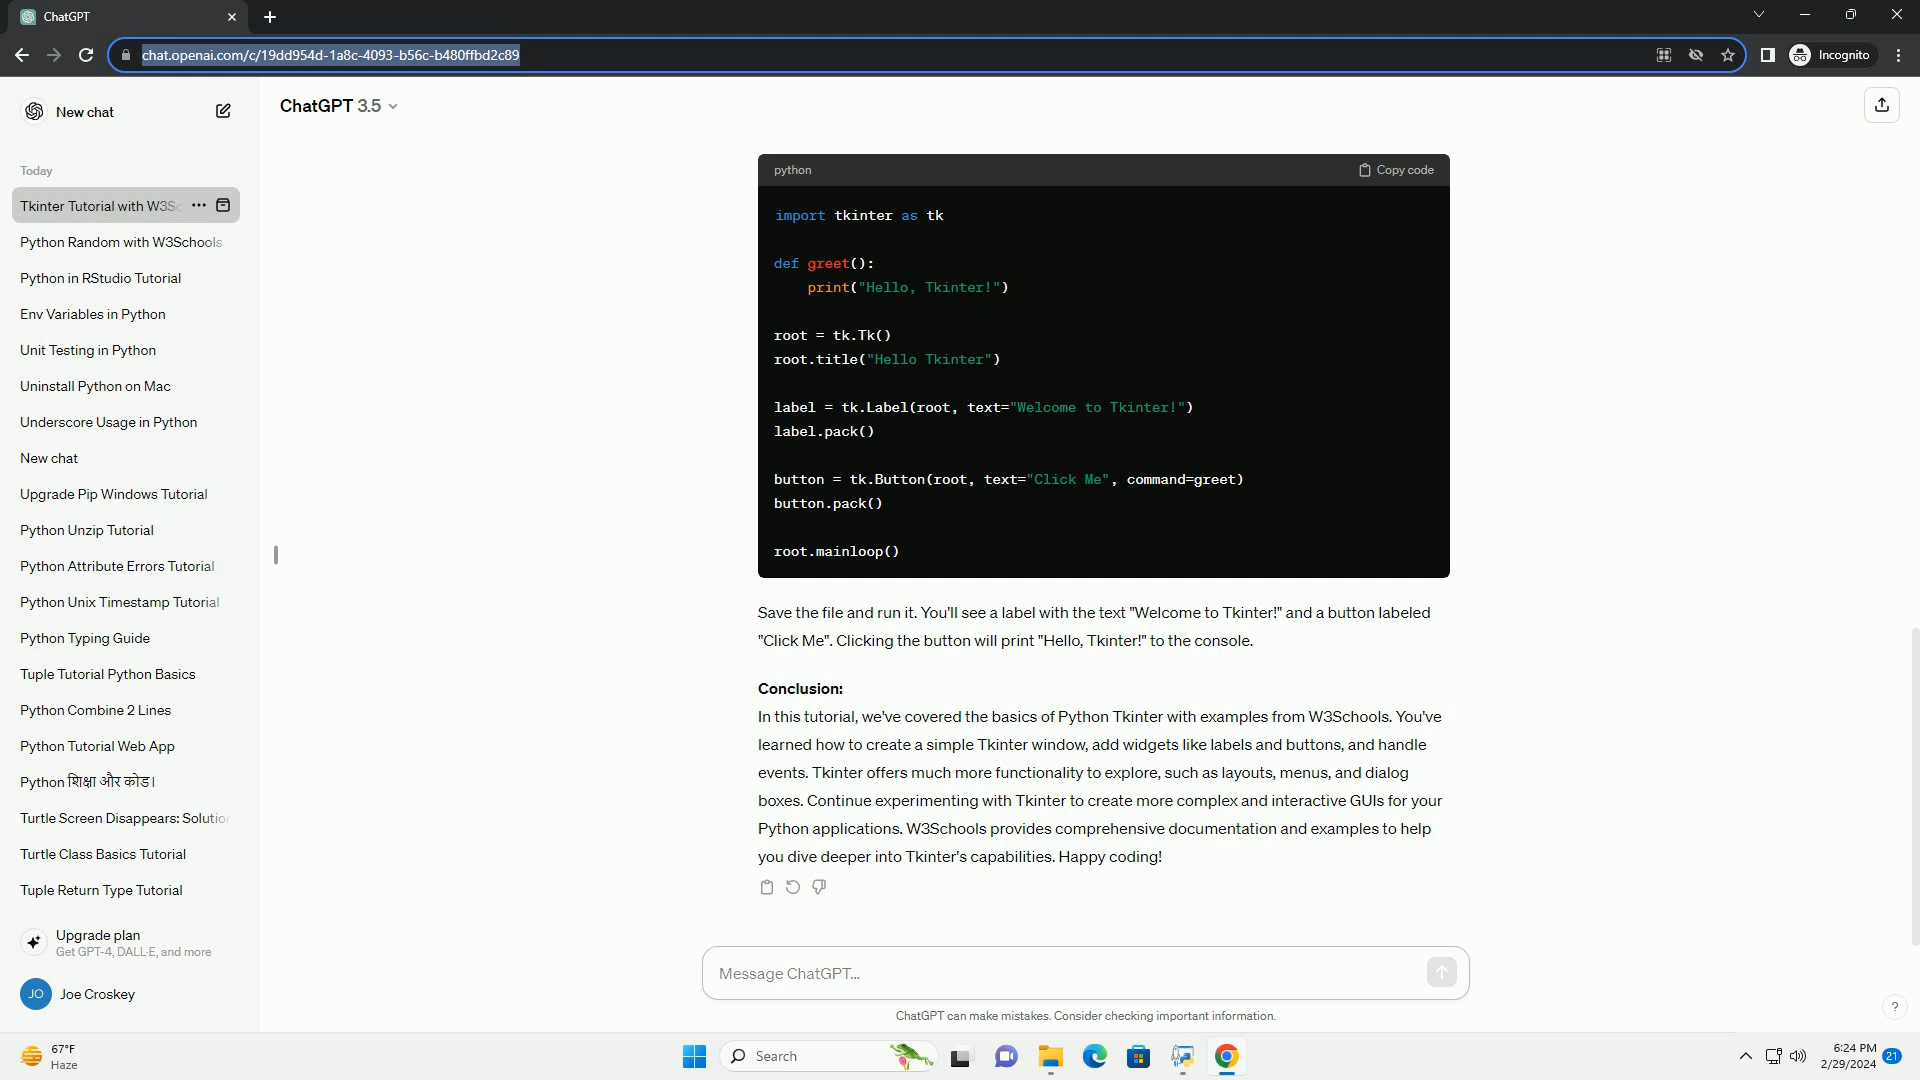 ChatGPT
chat.openai.com/c/19dd954d-1a8c-4093-b56c-b480ffbd2c89
Incognito
New chat
ChatGPT 3.5
Today
Tkinter Tutorial with W3Sc
Python Random with W3Schools
Python in RStudio Tutorial
Env Variables in Python
Unit Testing in Python
Uninstall Python on Mac
Underscore Usage in Python
New chat
Upgrade Pip Windows Tutorial
Python Unzip Tutorial
Python Attribute Errors Tutorial
Python Unix Timestamp Tutorial
Python Typing Guide
Tuple Tutorial Python Basics
Python Combine 2 Lines
Python Tutorial Web App
Python शिक्षा और कोड।
Turtle Screen Disappears: Solution
Turtle Class Basics Tutorial
Tuple Return Type Tutorial
Upgrade plan
Get GPT-4, DALL·E, and more
JO Joe Croskey
python
Copy code
import tkinter as tk
def greet():
    print("Hello, Tkinter!")
root = tk.Tk()
root.title("Hello Tkinter")
label = tk.Label(root, text="Welcome to Tkinter!")
label.pack()
button = tk.Button(root, text="Click Me", command=greet)
button.pack()
root.mainloop()
Save the file and run it. You'll see a label with the text "Welcome to Tkinter!" and a button labeled
"Click Me". Clicking the button will print "Hello, Tkinter!" to the console.
Conclusion:
In this tutorial, we've covered the basics of Python Tkinter with examples from W3Schools. You've
learned how to create a simple Tkinter window, add widgets like labels and buttons, and handle
events. Tkinter offers much more functionality to explore, such as layouts, menus, and dialog
boxes. Continue experimenting with Tkinter to create more complex and interactive GUIs for your
Python applications. W3Schools provides comprehensive documentation and examples to help
you dive deeper into Tkinter's capabilities. Happy coding!
Message ChatGPT...
ChatGPT can make mistakes. Consider checking important information.
?
67°F
Haze
Search
6:24 PM
2/29/2024
21